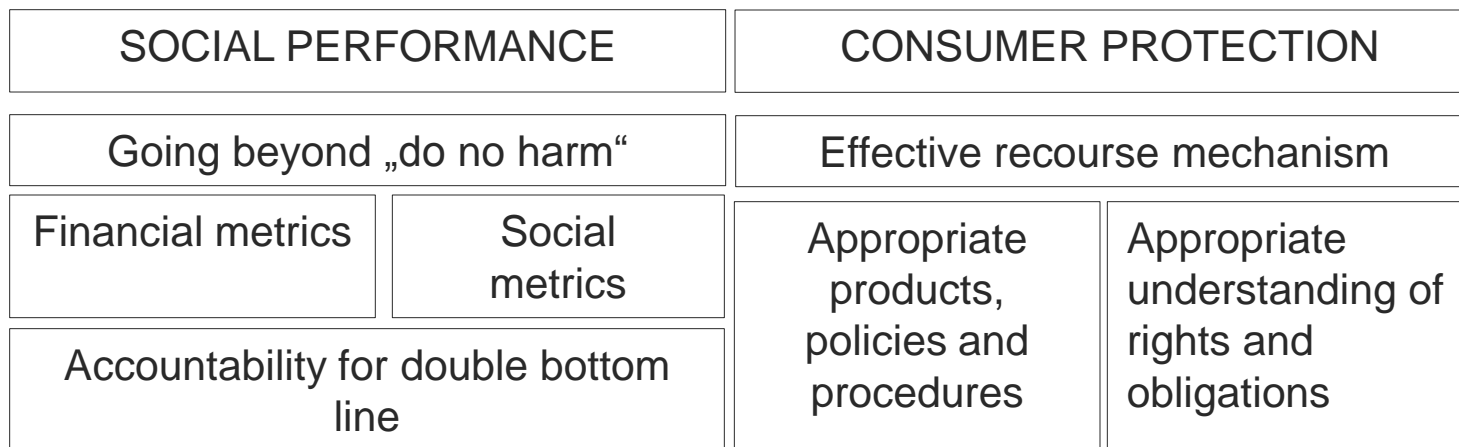 SOCIAL PERFORMANCE
CONSUMER PROTECTION
Going beyond „do no harm“
Effective recourse mechanism
Financial metrics
Social
metrics
Accountability for double bottom
line
Appropriate
products,
policies and
procedures
Appropriate
understanding of
rights and
obligations